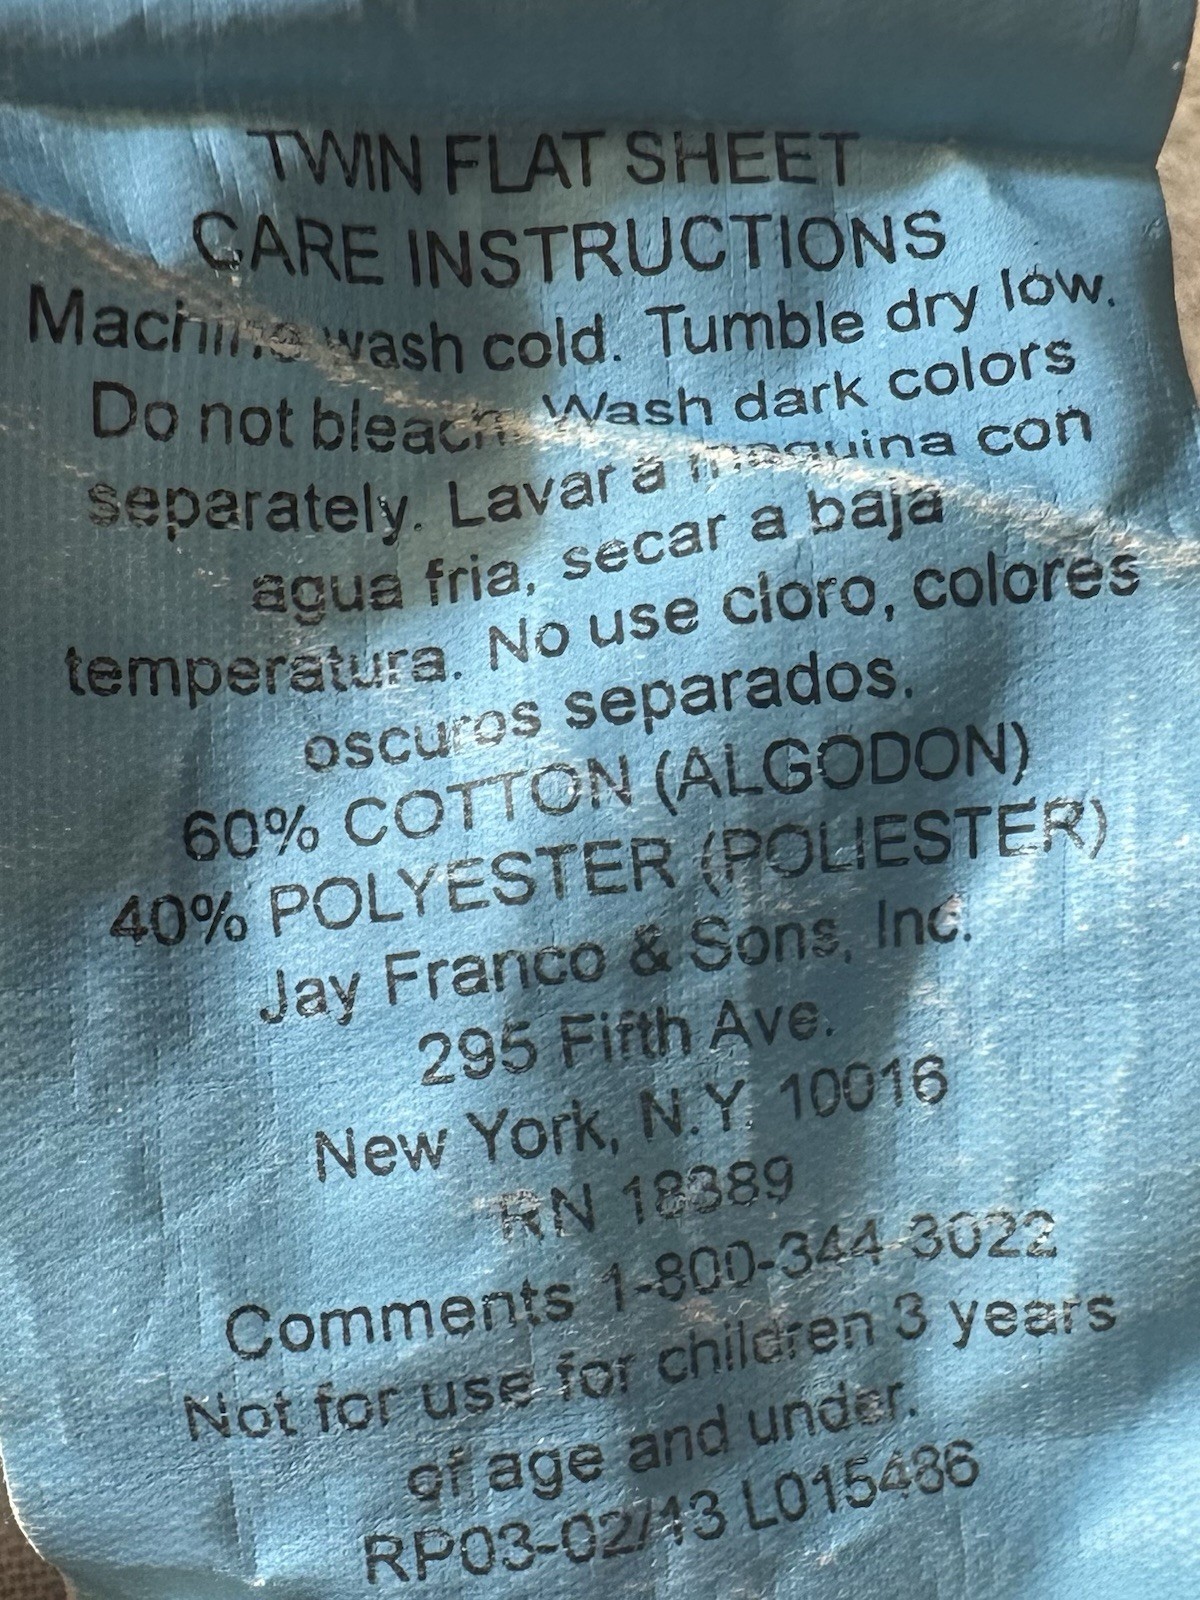 TWIN FLAT SHEET
CARE INSTRUCTIONS
Machine wash cold. Tumble dry low.
Do not bleach. Wash dark colors
separately. Lavar a maquina con
agua fria, secar a baja
temperatura. No use cloro, colores
oscuros separados.
60% COTTON (ALGODON)
40% POLYESTER (POLIESTER)
Jay Franco & Sons, Inc.
295 Fifth Ave.
New York, N.Y. 10016
RN 18389
Comments 1-800-344-3022
Not for use for children 3 years
of age and under.
RP03-02/13 L015486